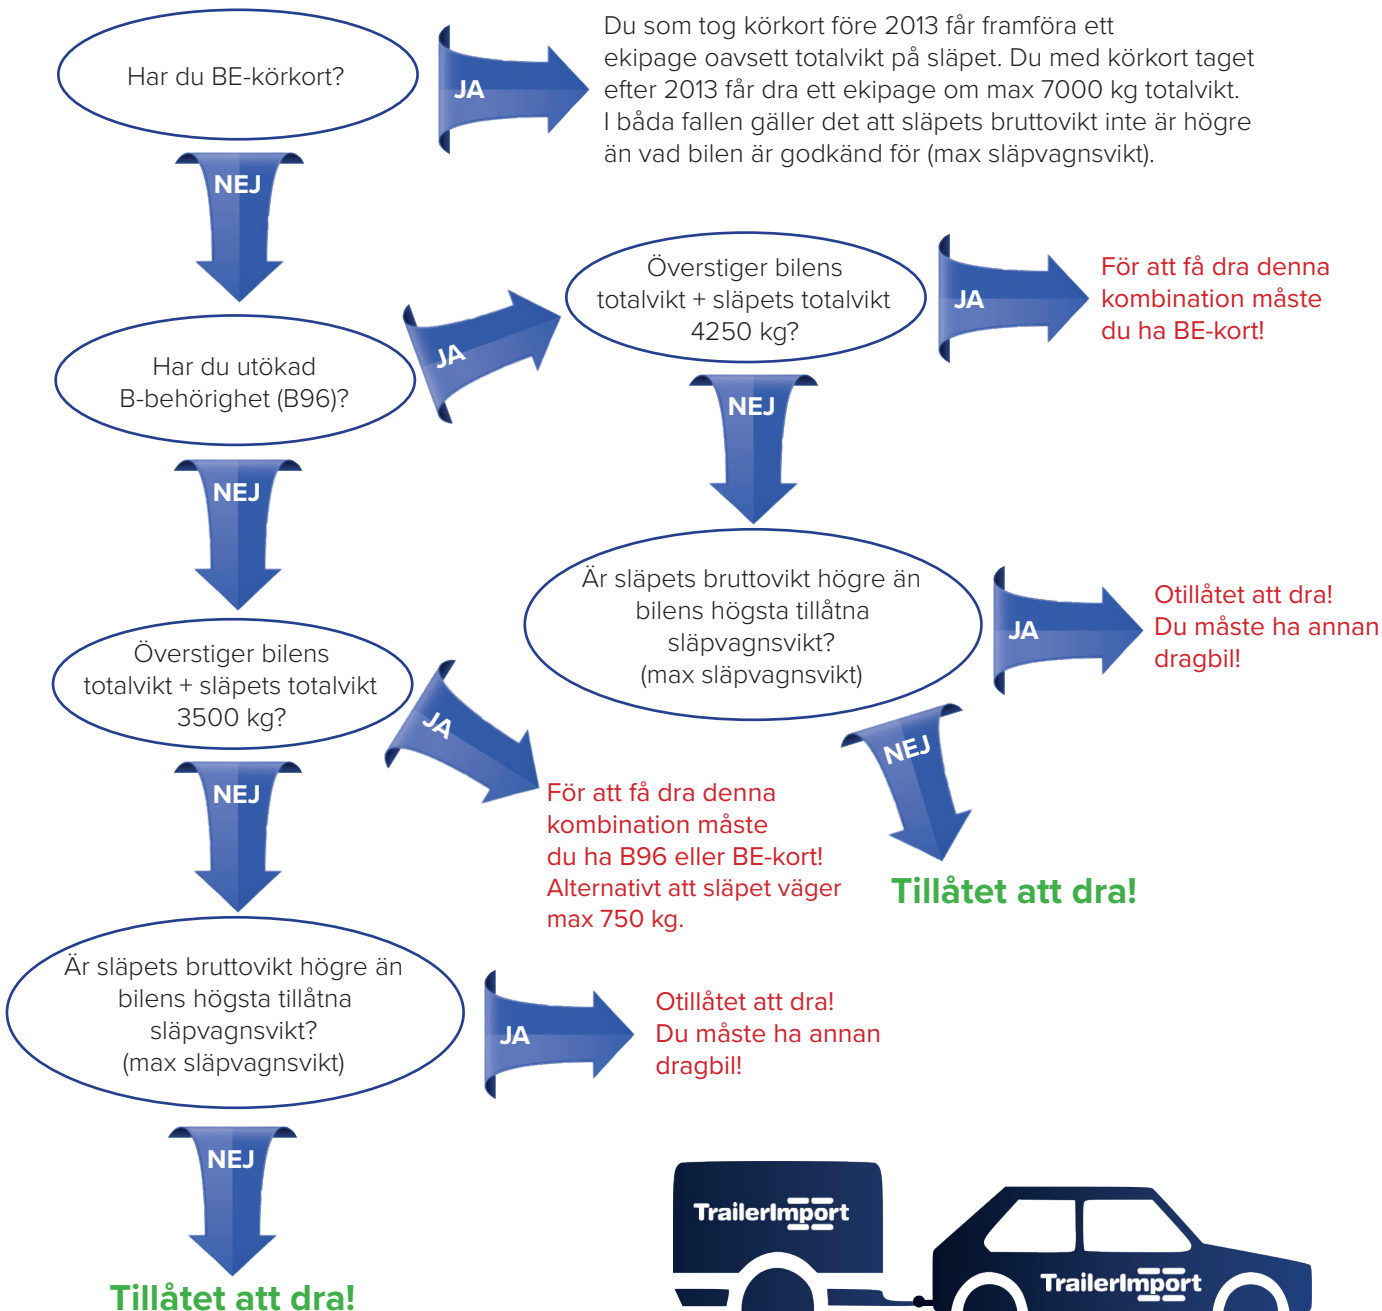 Har du BE-körkort?
JA
Du som tog körkort före 2013 får framföra ett
ekipage oavsett totalvikt på släpet. Du med körkort taget
efter 2013 får dra ett ekipage om max 7000 kg totalvikt.
I båda fallen gäller det att släpets bruttovikt inte är högre
än vad bilen är godkänd för (max släpvagnsvikt).
NEJ
Har du utökad
B-behörighet (B96)?
JA
Överstiger bilens
totalvikt + släpets totalvikt
4250 kg?
JA
För att få dra denna
kombination måste
du ha BE-kort!
NEJ
Är släpets bruttovikt högre än
bilens högsta tillåtna
släpvagnsvikt?
(max släpvagnsvikt)
JA
Otillåtet att dra!
Du måste ha annan
dragbil!
NEJ
Tillåtet att dra!
NEJ
Överstiger bilens
totalvikt + släpets totalvikt
3500 kg?
JA
För att få dra denna
kombination måste
du ha B96 eller BE-kort!
Alternativt att släpet väger
max 750 kg.
NEJ
Är släpets bruttovikt högre än
bilens högsta tillåtna
släpvagnsvikt?
(max släpvagnsvikt)
JA
Otillåtet att dra!
Du måste ha annan
dragbil!
NEJ
Tillåtet att dra!
TrailerImport
TrailerImport